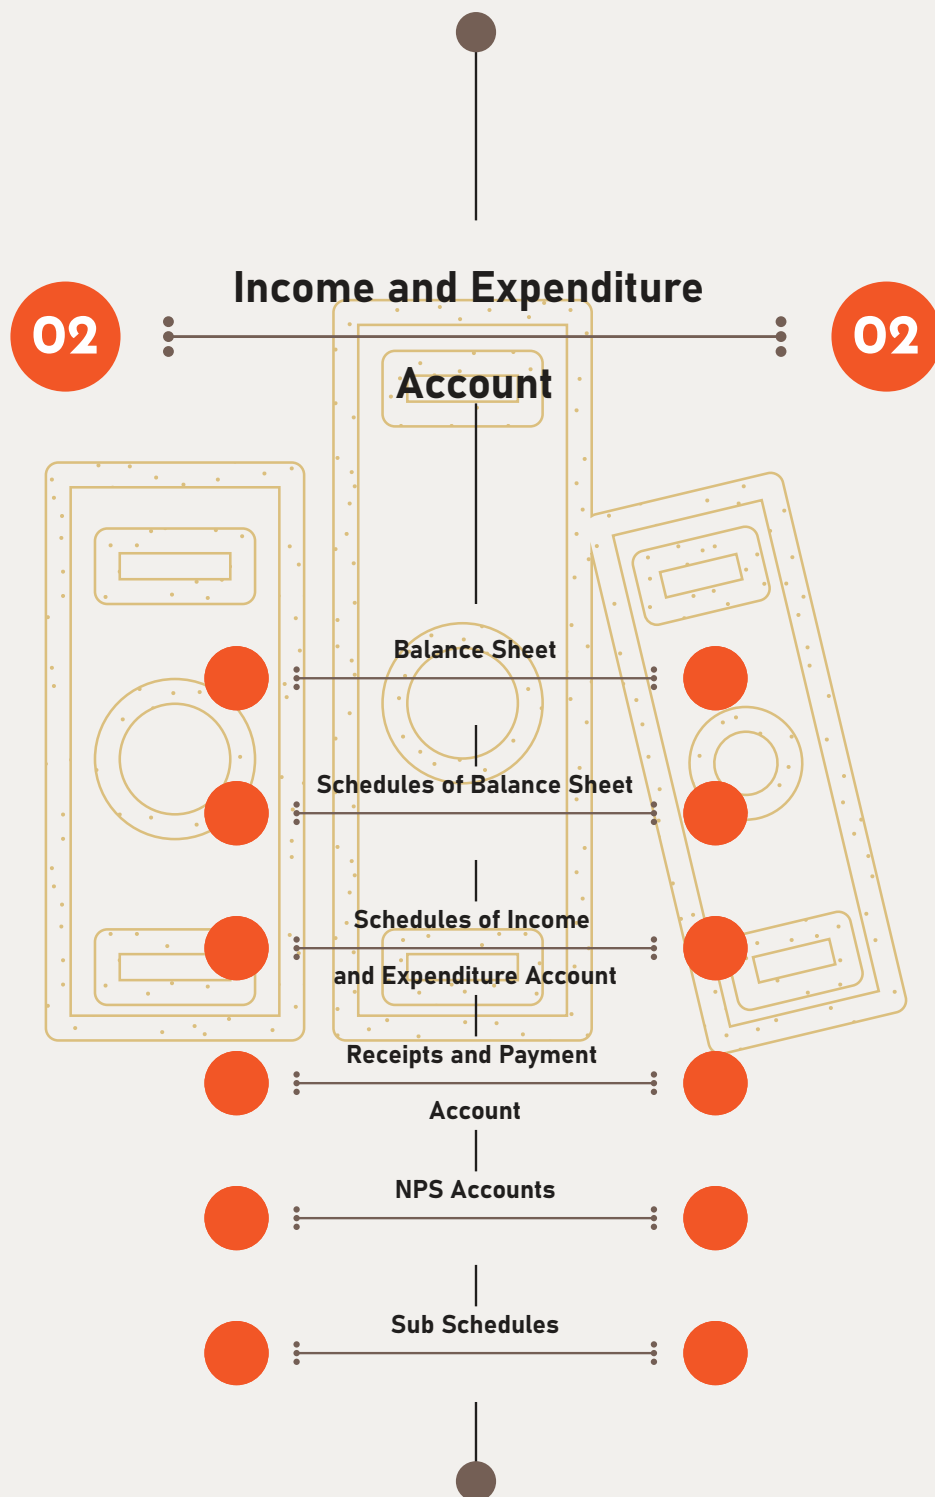 Income and Expenditure
02
02
Account
Balance Sheet
Schedules of Balance Sheet
Schedules of Income
and Expenditure Account
Receipts and Payment
Account
NPS Accounts
Sub Schedules